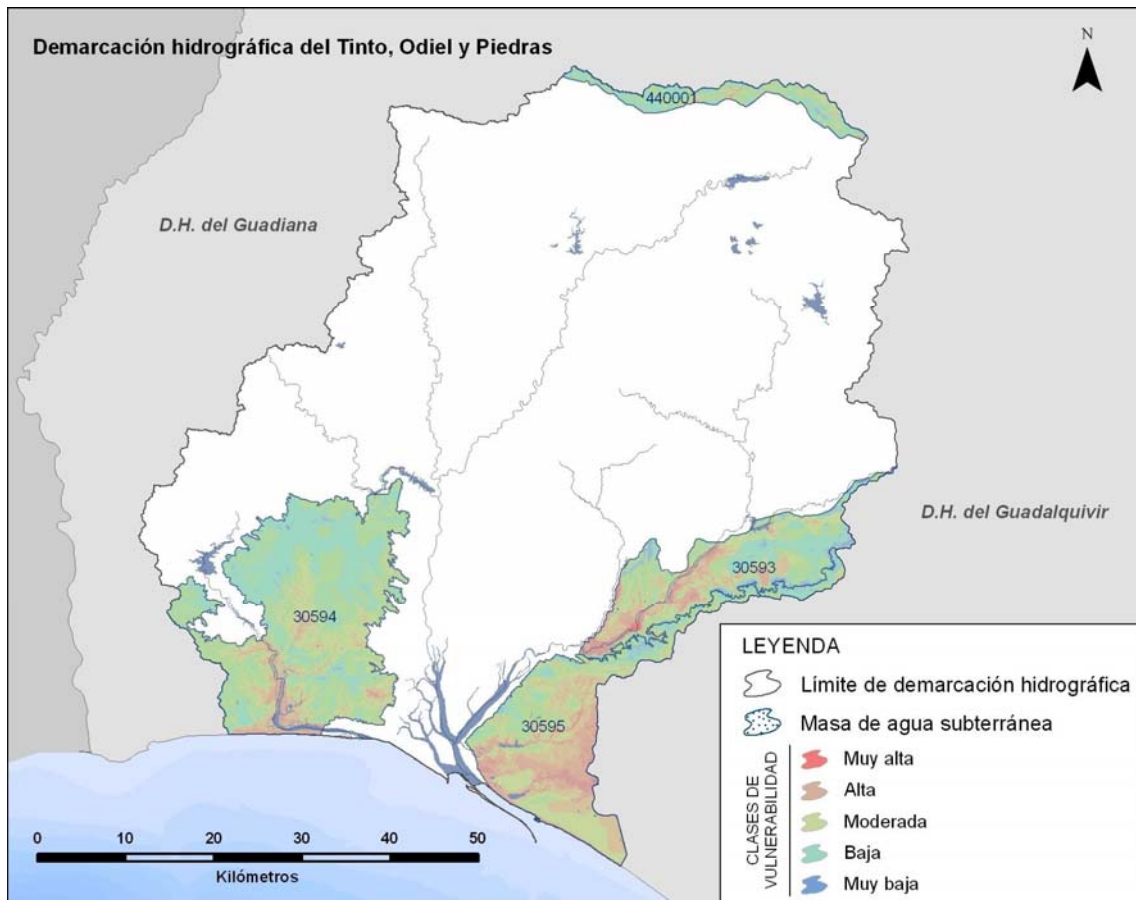 Demarcación hidrográfica del Tinto, Odiel y Piedras
N
44000
D.H. del Guadiana
D.H. del Guadalquivir
30593
30594
30595
LEYENDA
Límite de demarcación hidrográfica
Masa de agua subterránea
CLASES DE
VULNERABILIDAD
Muy alta
Alta
Moderada
Baja
Muy baja
0 10 20 30 40 50
Kilómetros